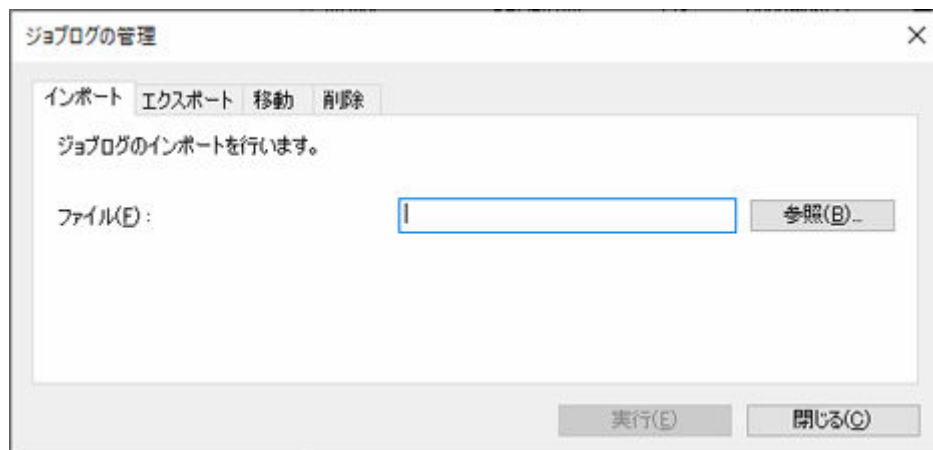 ジョブログの管理
インポート エクスポート 移動 削除
ジョブログのインポートを行います。
ファイル(F) : 参照(B)...
実行(E) 閉じる(C)